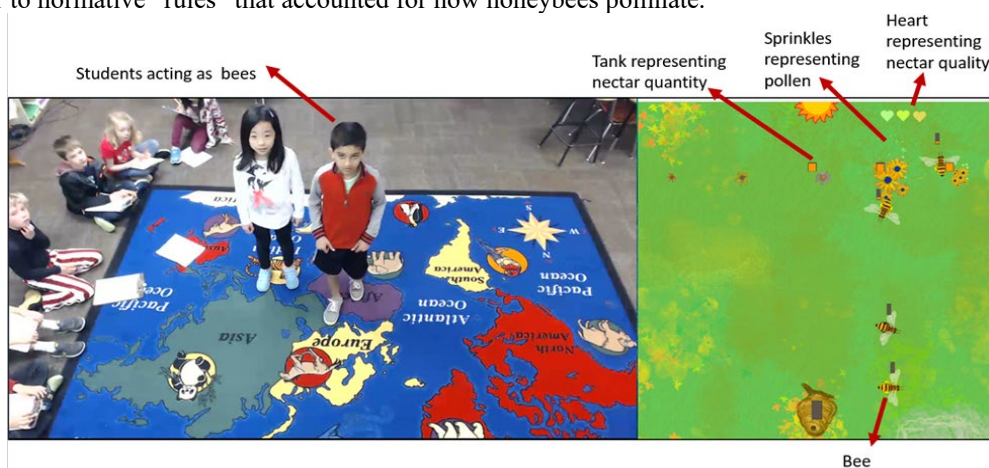 to normative "rules" that accounted for how honeybees pollinate.
Students acting as bees
Tank representing
nectar quantity
Sprinkles
representing
pollen
Heart
representing
nectar quality
S
E W
N
South
America
Pacific
Ocean
Atlantic
Ocean
Pacific
Asia
Europe
North
America
Bee